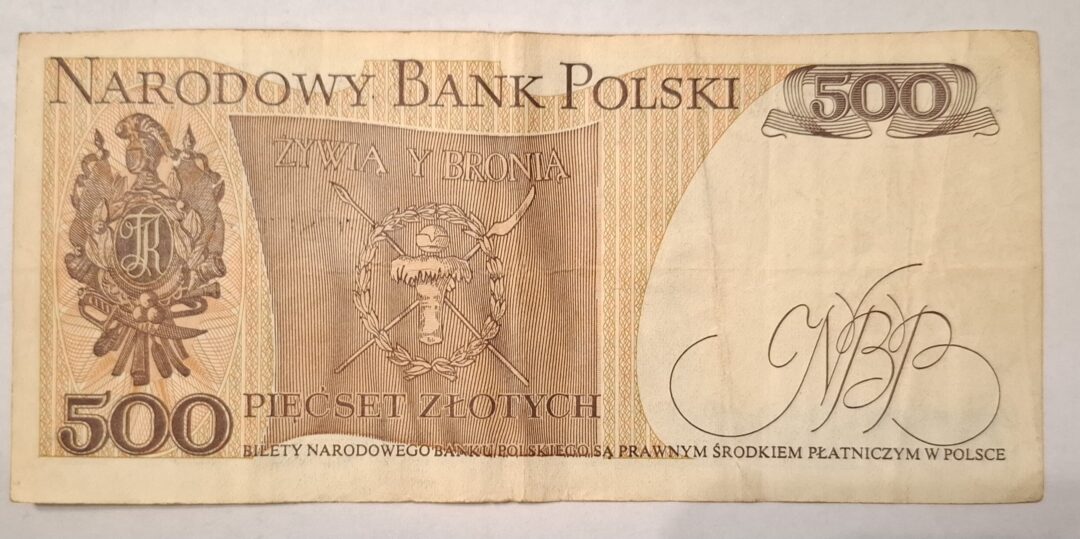 NARODOWY BANK POLSKI
500
ŻYWIĄ Y BRONIĄ
TK
NBP
500
PIĘĆSET ZŁOTYCH
BILETY NARODOWEGO BANKU POLSKIEGO SĄ PRAWNYM ŚRODKIEM PŁATNICZYM W POLSCE